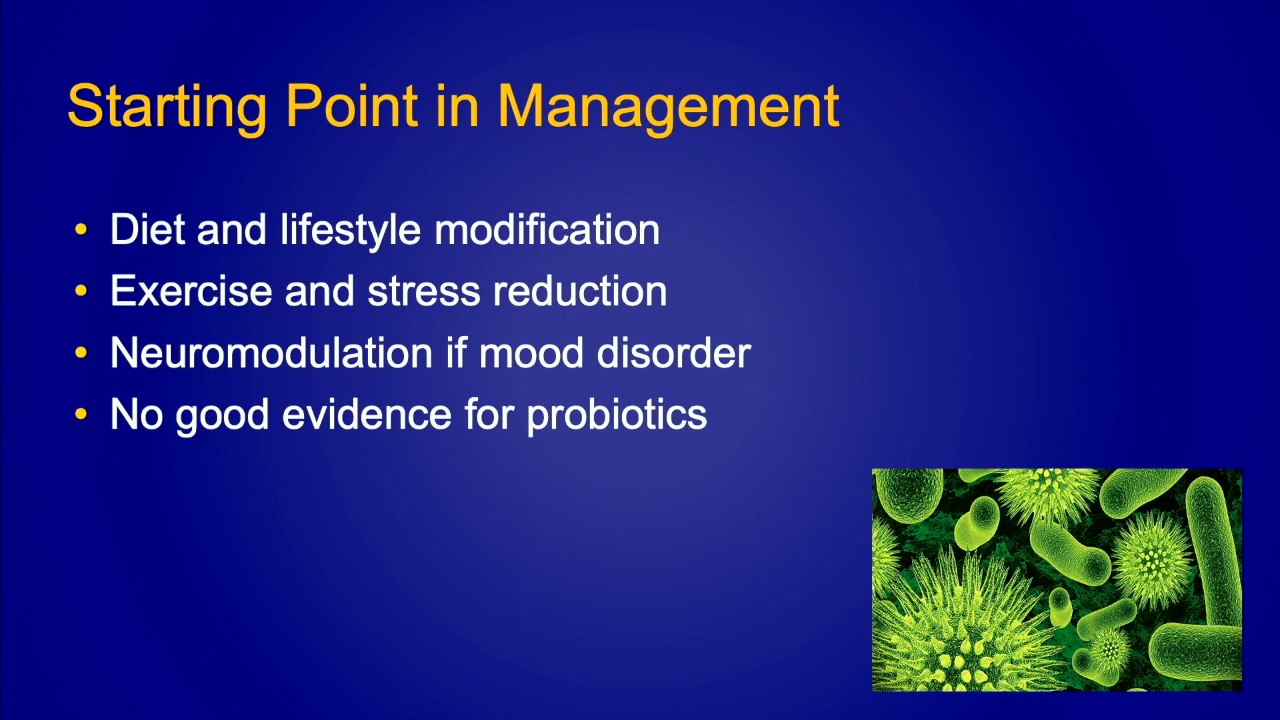 Starting Point in Management
• Diet and lifestyle modification
• Exercise and stress reduction
• Neuromodulation if mood disorder
• No good evidence for probiotics